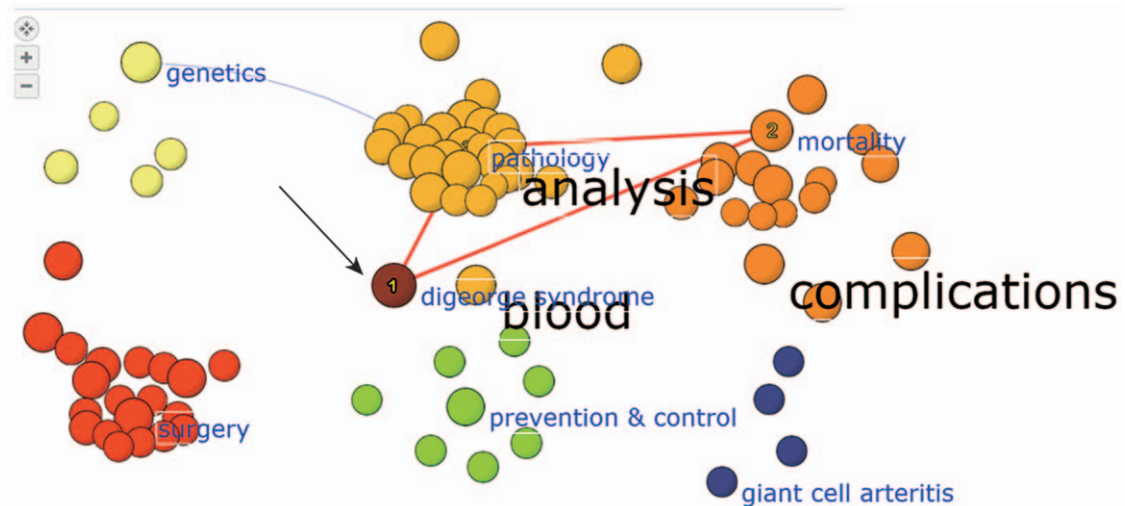 genetics
2
mortality
pathology
analysis
1
digeorge syndrome
blood
complications
prevention & control
surgery
giant cell arteritis